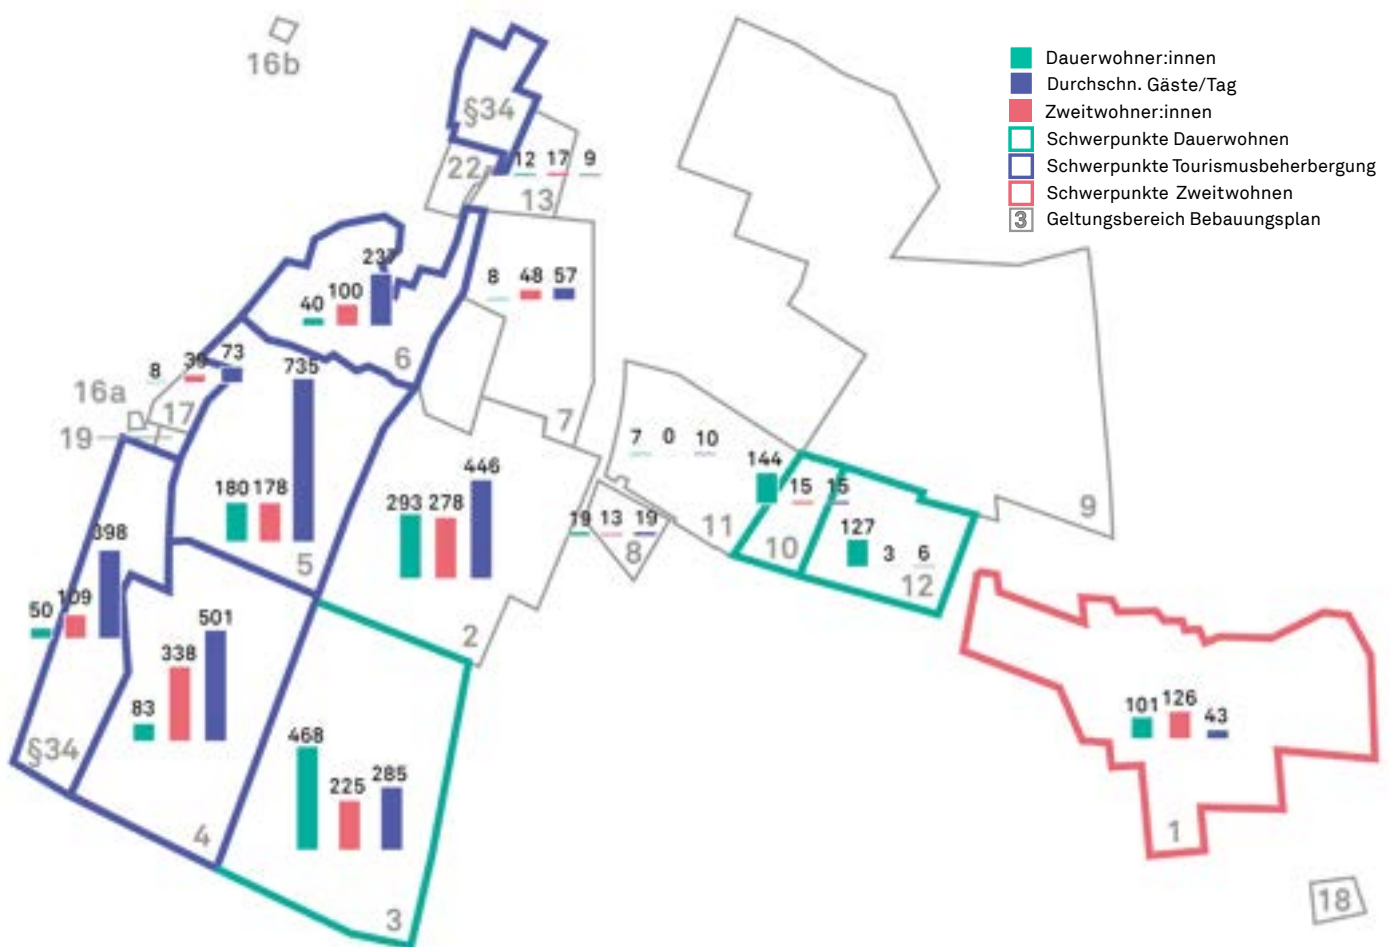 16b
Dauerwohner:innen
Durchschn. Gäste/Tag
Zweitwohner:innen
Schwerpunkte Dauerwohnen
Schwerpunkte Tourismusbeherbergung
Schwerpunkte Zweitwohnen
3 Geltungsbereich Bebauungsplan
§34
22
12 17 9
13
237
100
40
6
8 48 57
7
8 39 73
16a
17
19
735
180 178
5
446
293 278
2
398
109
50
§34
501
338
83
4
468
225
285
3
7 0 10
11
19 13 19
8
144
15 15
10
127
3 6
12
9
101 126 43
1
18